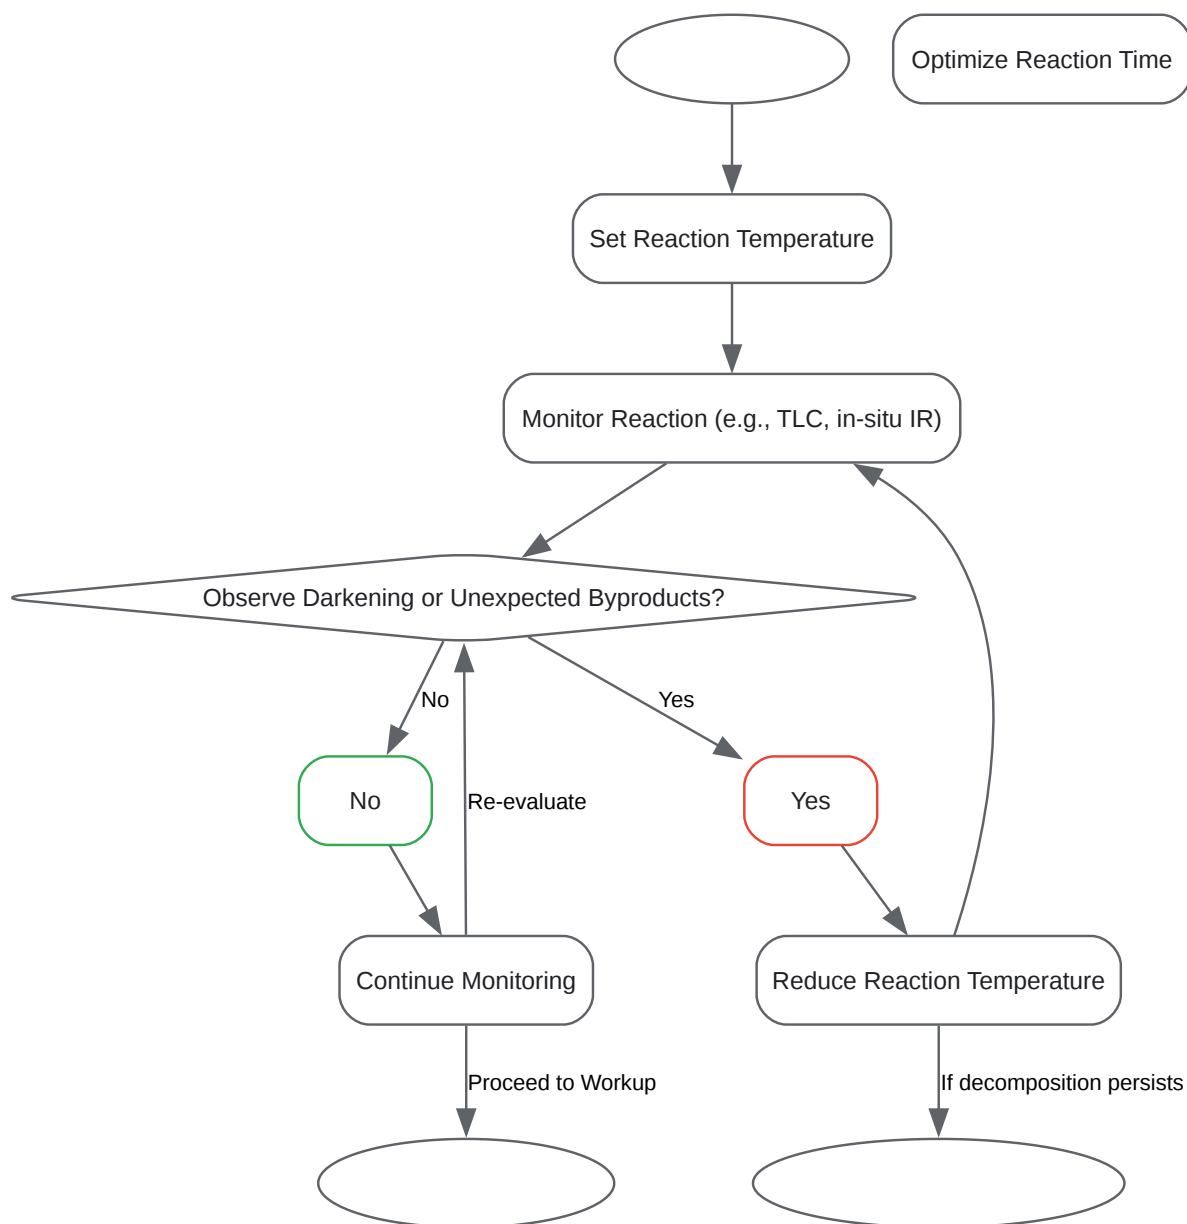 Optimize Reaction Time
Set Reaction Temperature
Monitor Reaction (e.g., TLC, in-situ IR)
Observe Darkening or Unexpected Byproducts?
No
Yes
No
Re-evaluate
Yes
Continue Monitoring
Reduce Reaction Temperature
Proceed to Workup
If decomposition persists